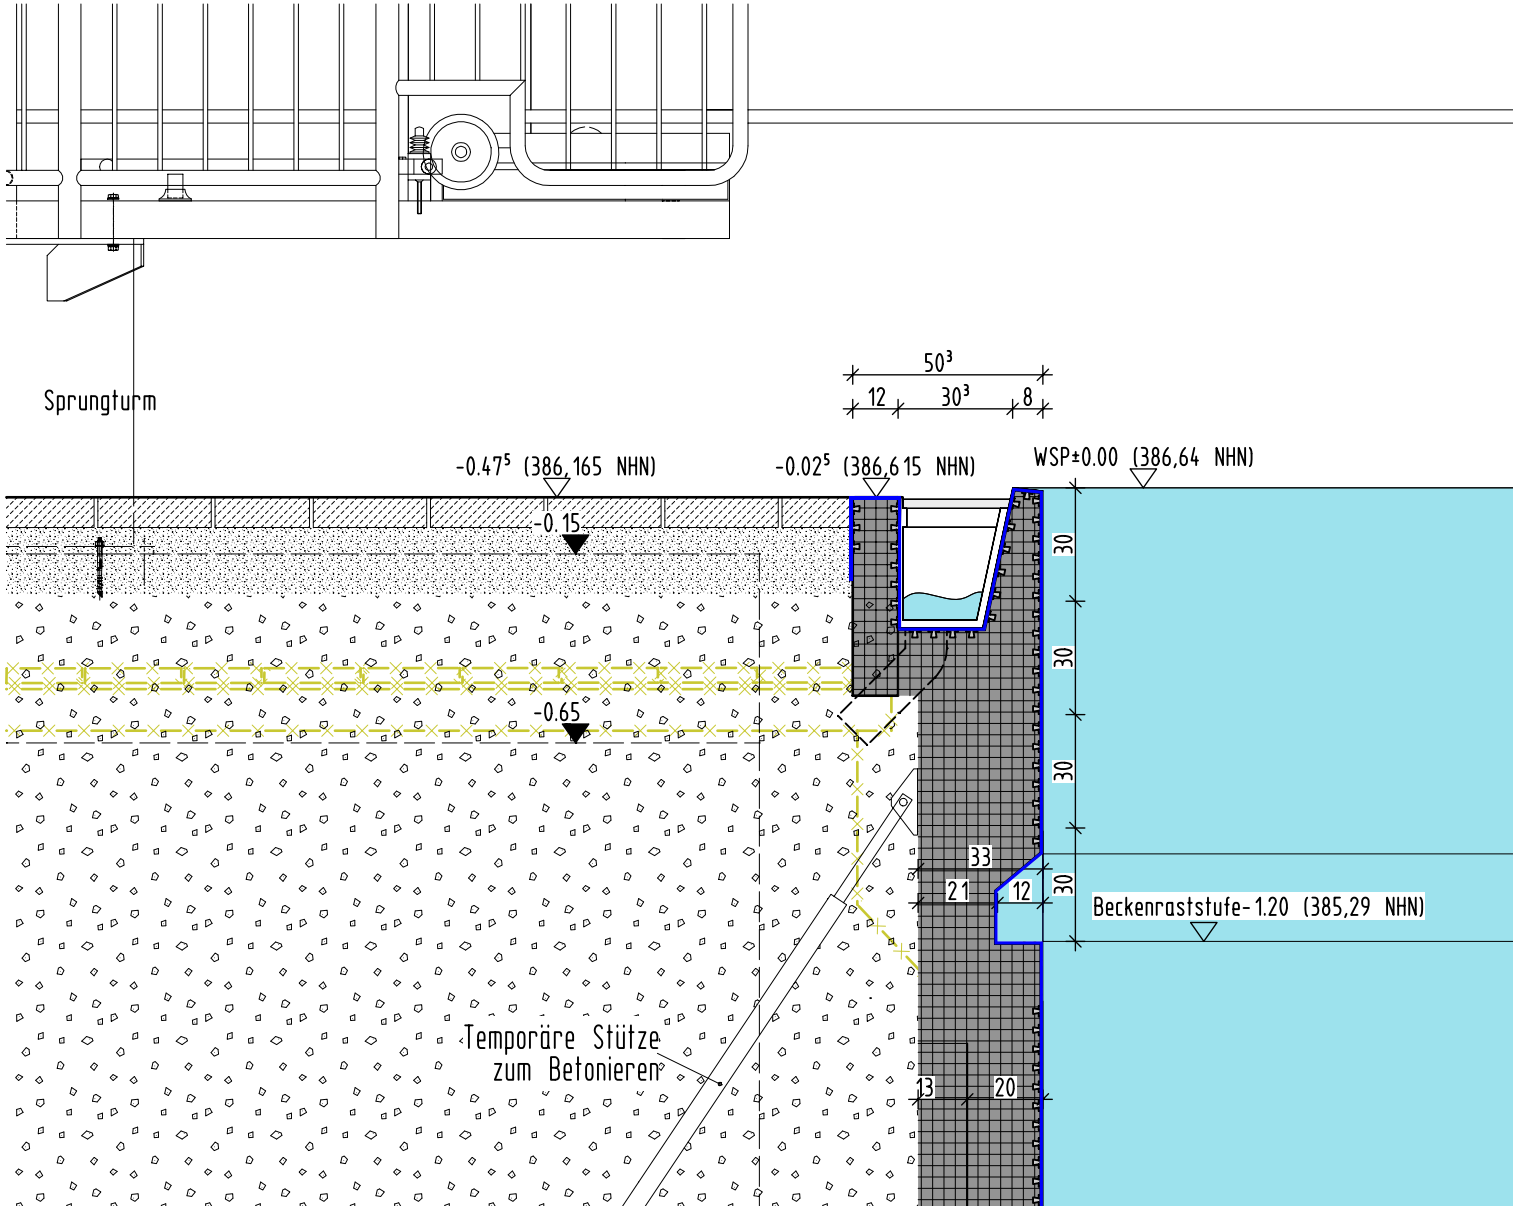 50³
12 30³ 8
Sprungturm
-0.47⁵ (386,165 NHN)
-0.02⁵ (386,615 NHN)
WSP±0.00 (386,64 NHN)
-0.15
30
30
-0.65
30
33
21 12
30
Beckenraststufe-1.20 (385,29 NHN)
Temporäre Stütze
zum Betonieren
13 20